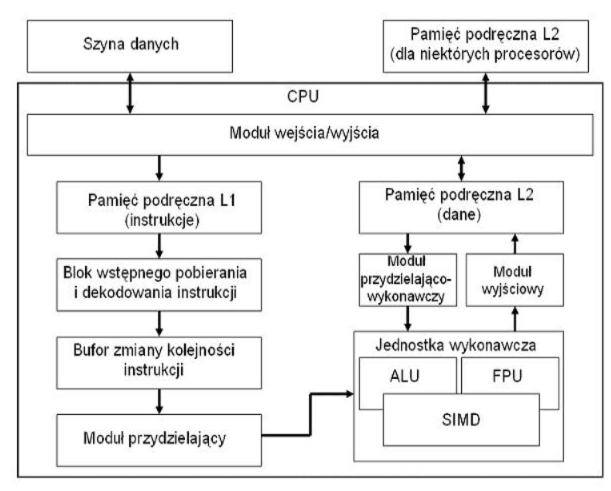 Szyna danych
Pamięć podręczna L2
(dla niektórych procesorów)
CPU
Moduł wejścia/wyjścia
Pamięć podręczna L1
(instrukcje)
Pamięć podręczna L2
(dane)
Blok wstępnego pobierania
i dekodowania instrukcji
Moduł
przydzielająco-
wykonawczy
Moduł
wyjściowy
Bufor zmiany kolejności
instrukcji
Jednostka wykonawcza
ALU
FPU
SIMD
Moduł przydzielający